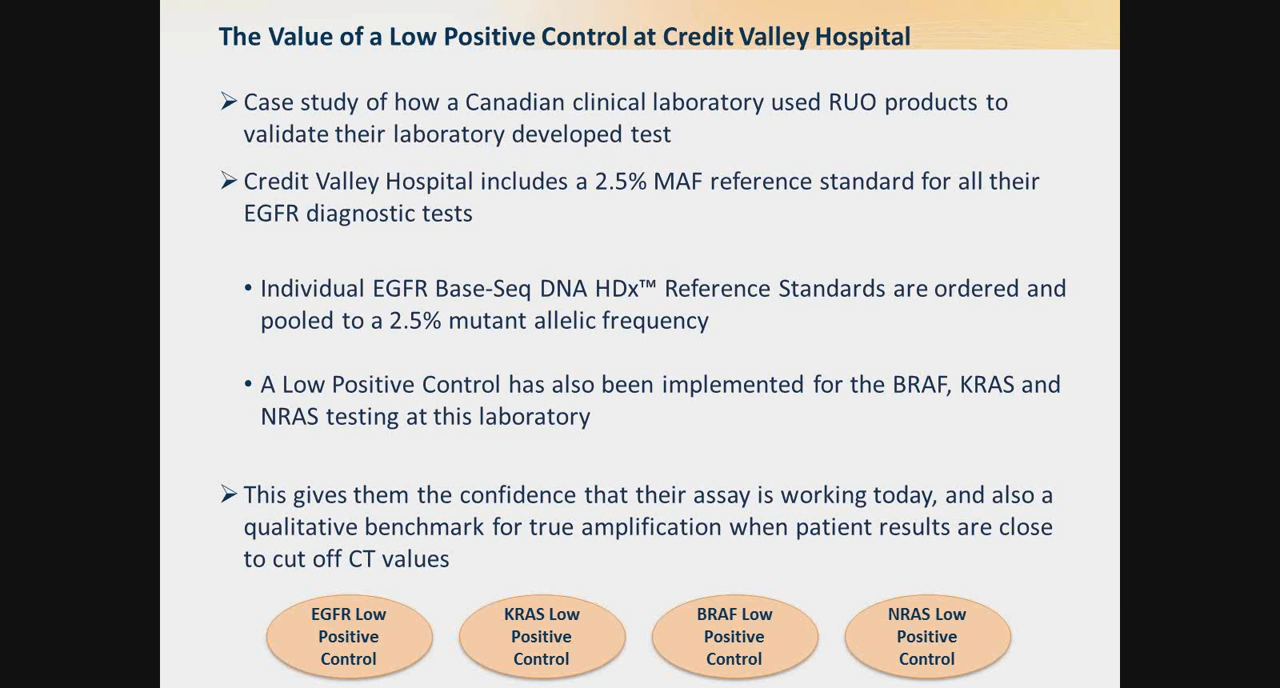 The Value of a Low Positive Control at Credit Valley Hospital
➢ Case study of how a Canadian clinical laboratory used RUO products to
validate their laboratory developed test
➢ Credit Valley Hospital includes a 2.5% MAF reference standard for all their
EGFR diagnostic tests
• Individual EGFR Base-Seq DNA HDx™ Reference Standards are ordered and
pooled to a 2.5% mutant allelic frequency
• A Low Positive Control has also been implemented for the BRAF, KRAS and
NRAS testing at this laboratory
➢ This gives them the confidence that their assay is working today, and also a
qualitative benchmark for true amplification when patient results are close
to cut off CT values
EGFR Low
Positive
Control
KRAS Low
Positive
Control
BRAF Low
Positive
Control
NRAS Low
Positive
Control